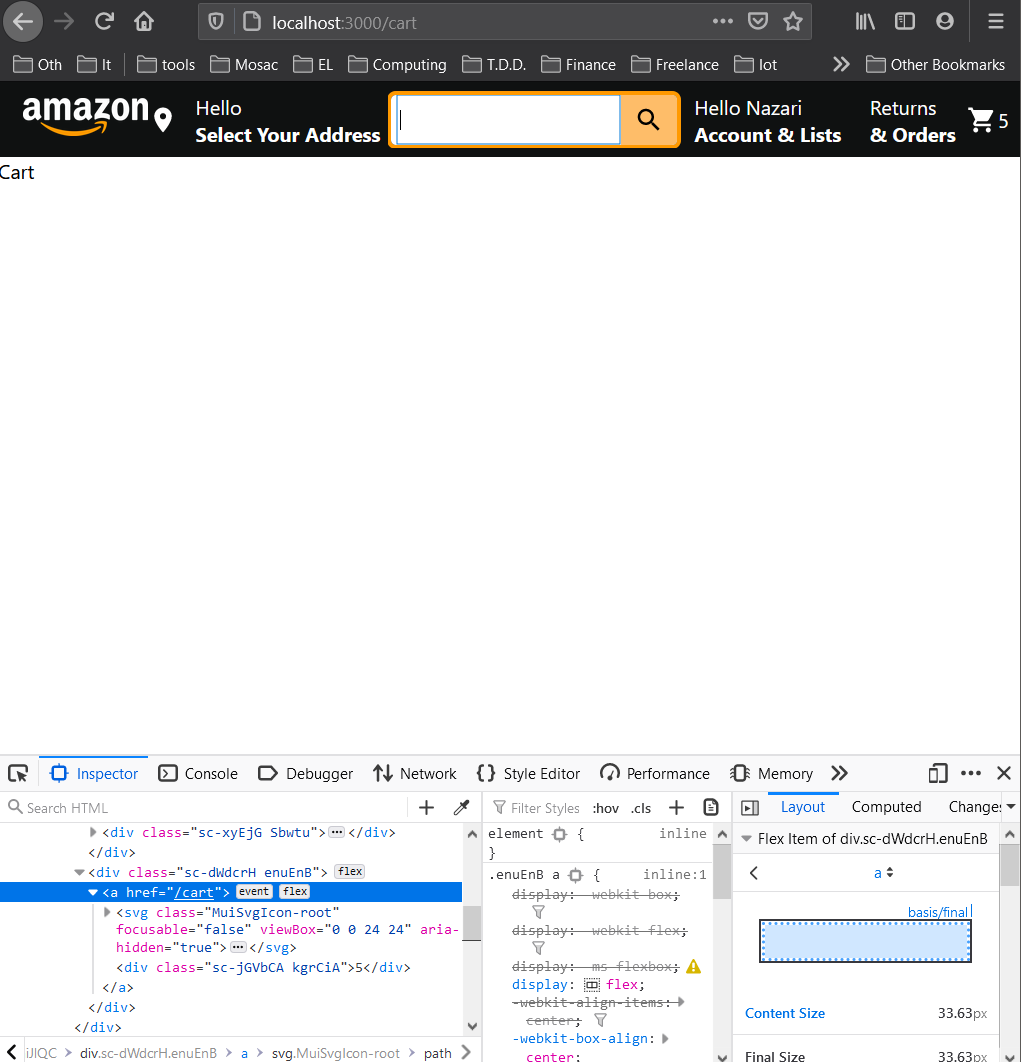 localhost:3000/cart
Oth It tools Mosac EL Computing T.D.D. Finance Freelance Iot Other Bookmarks
amazon
Hello
Select Your Address
Hello Nazari
Account & Lists
Returns
& Orders
5
Cart
Inspector Console Debugger Network Style Editor Performance Memory
Search HTML
<div class="sc-xyEjG Sbwtu"></div>
</div>
<div class="sc-dWdcrH enuEnB"> flex
<a href="/cart"> event flex
<svg class="MuiSvgIcon-root"
focusable="false" viewBox="0 0 24 24" aria-
hidden="true"></svg>
<div class="sc-jGVbCA kgrCiA">5</div>
</a>
</div>
</div>
iJIQC > div.sc-dWdcrH.enuEnB > a > svg.MuiSvgIcon-root > path
Filter Styles :hov .cls +
element { inline
}
.enuEnB a { inline:1
display: -webkit-box;
display: -webkit-flex;
display: -ms-flexbox;
display: flex;
-webkit-align-items:
center;
-webkit-box-align:
center;
Layout Computed Changes
Flex Item of div.sc-dWdcrH.enuEnB
a
basis/final
Content Size 33.63px
Final Size 33.63px